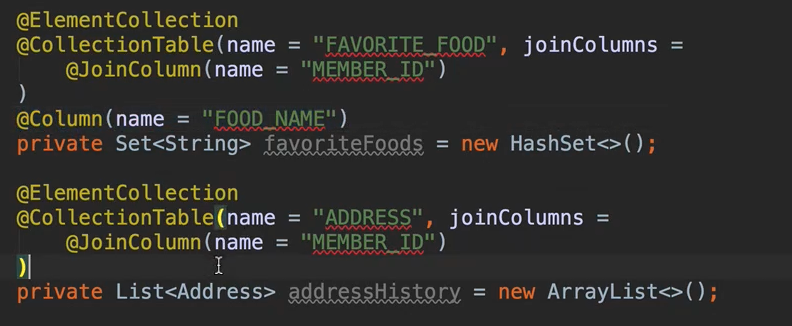 @ElementCollection
@CollectionTable(name = "FAVORITE_FOOD", joinColumns =
    @JoinColumn(name = "MEMBER_ID")
)
@Column(name = "FOOD_NAME")
private Set<String> favoriteFoods = new HashSet<>();

@ElementCollection
@CollectionTable(name = "ADDRESS", joinColumns =
    @JoinColumn(name = "MEMBER_ID")
)
private List<Address> addressHistory = new ArrayList<>();